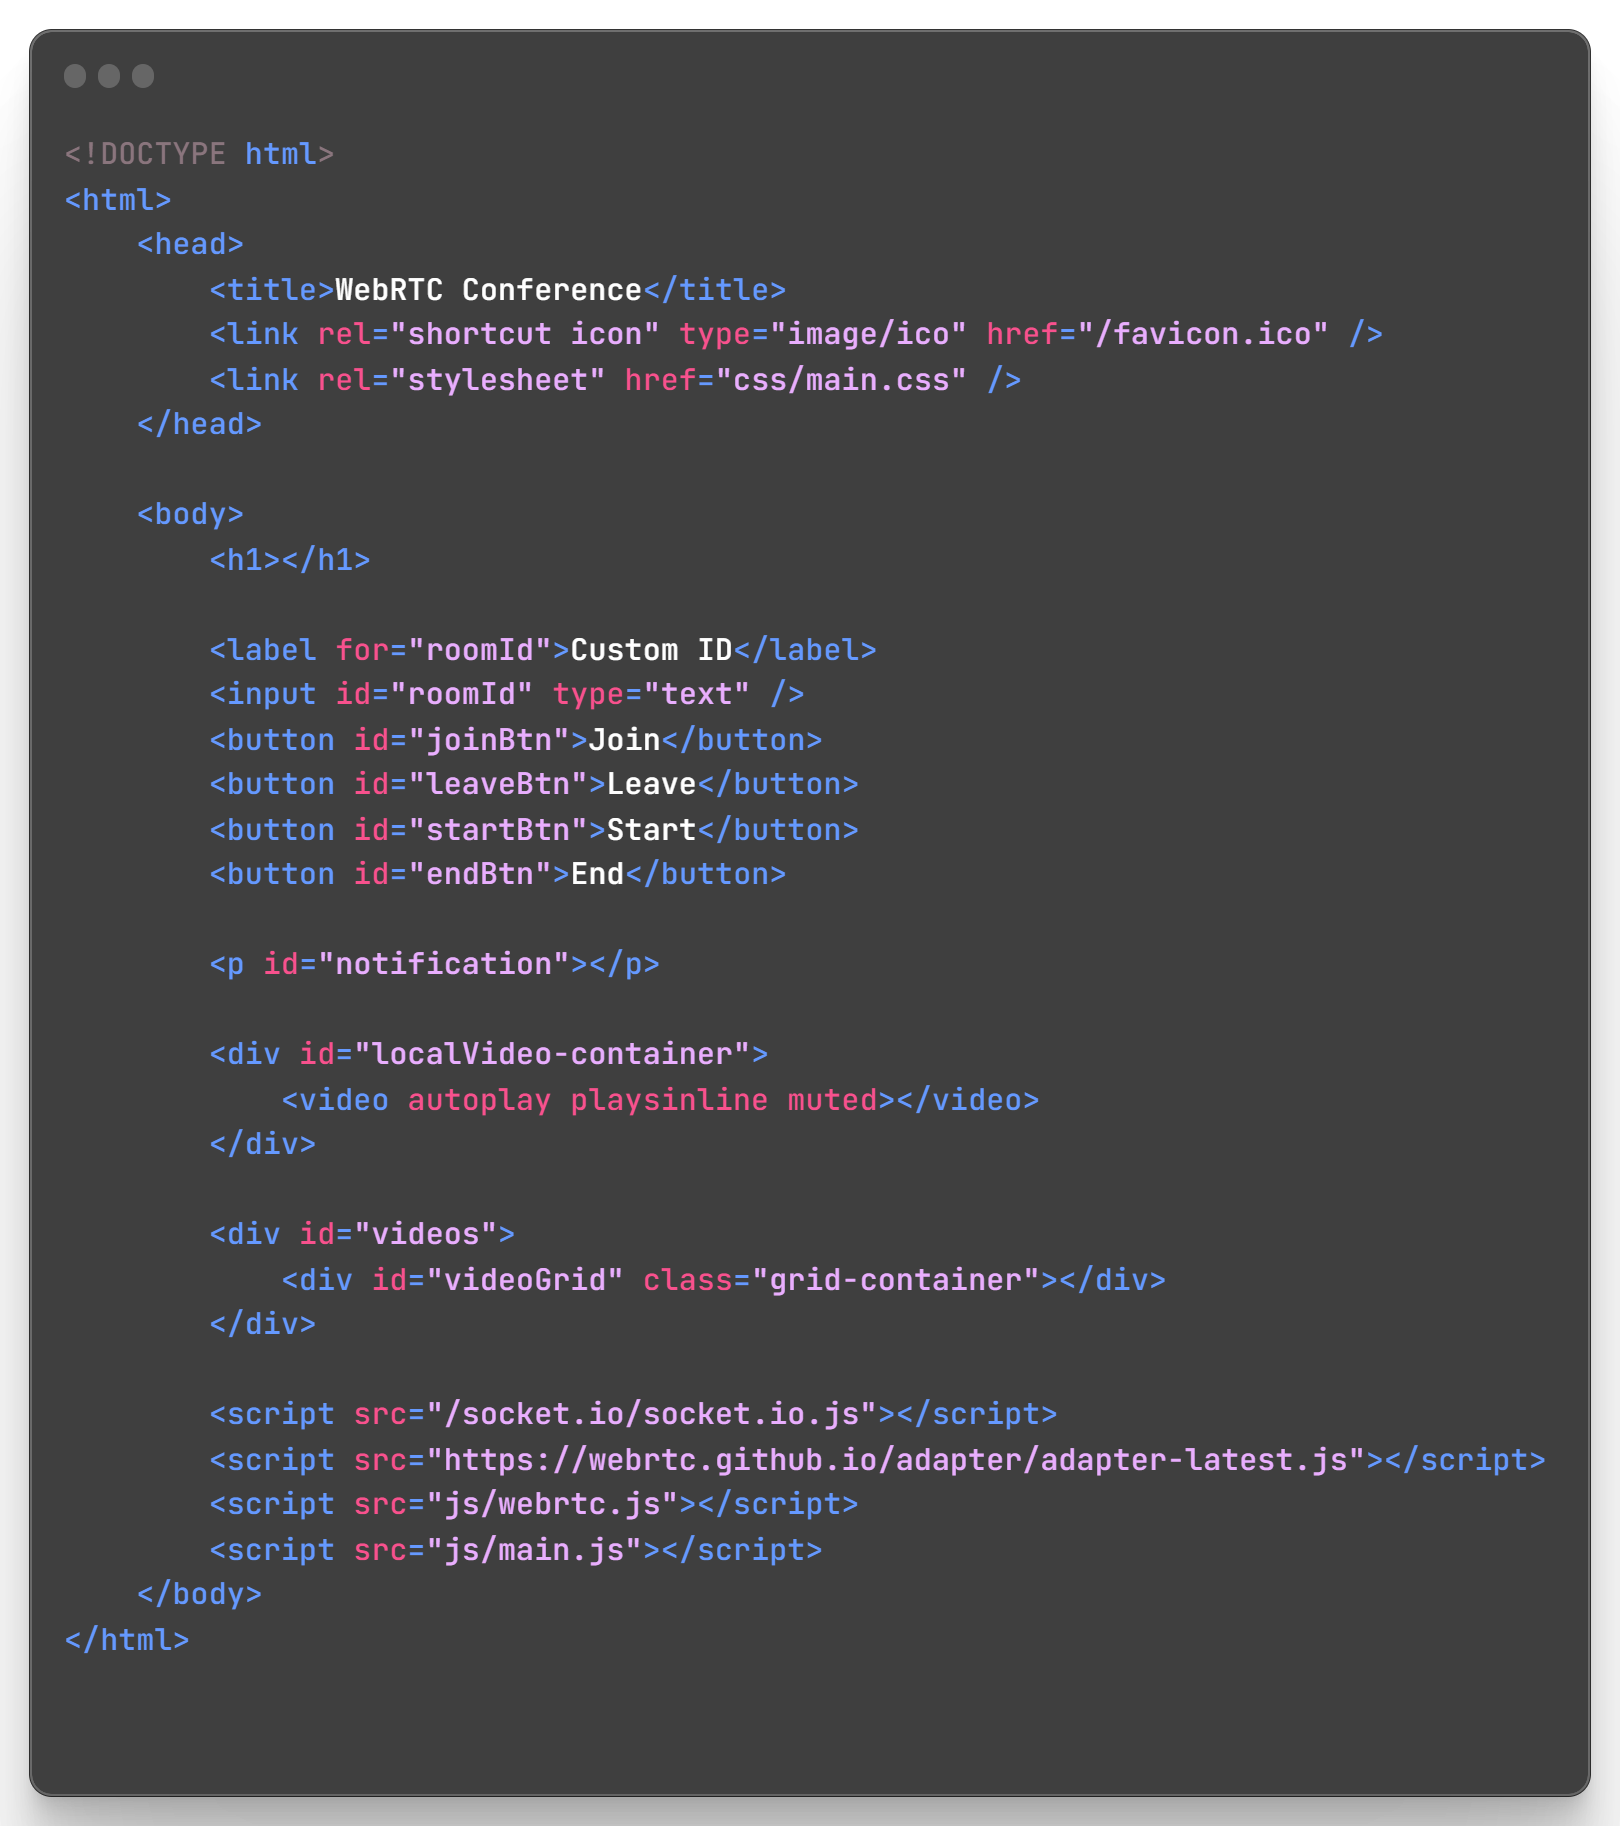 <!DOCTYPE html>
<html>
    <head>
        <title>WebRTC Conference</title>
        <link rel="shortcut icon" type="image/ico" href="/favicon.ico" />
        <link rel="stylesheet" href="css/main.css" />
    </head>

    <body>
        <h1></h1>

        <label for="roomId">Custom ID</label>
        <input id="roomId" type="text" />
        <button id="joinBtn">Join</button>
        <button id="leaveBtn">Leave</button>
        <button id="startBtn">Start</button>
        <button id="endBtn">End</button>

        <p id="notification"></p>

        <div id="localVideo-container">
            <video autoplay playsinline muted></video>
        </div>

        <div id="videos">
            <div id="videoGrid" class="grid-container"></div>
        </div>

        <script src="/socket.io/socket.io.js"></script>
        <script src="https://webrtc.github.io/adapter/adapter-latest.js"></script>
        <script src="js/webrtc.js"></script>
        <script src="js/main.js"></script>
    </body>
</html>